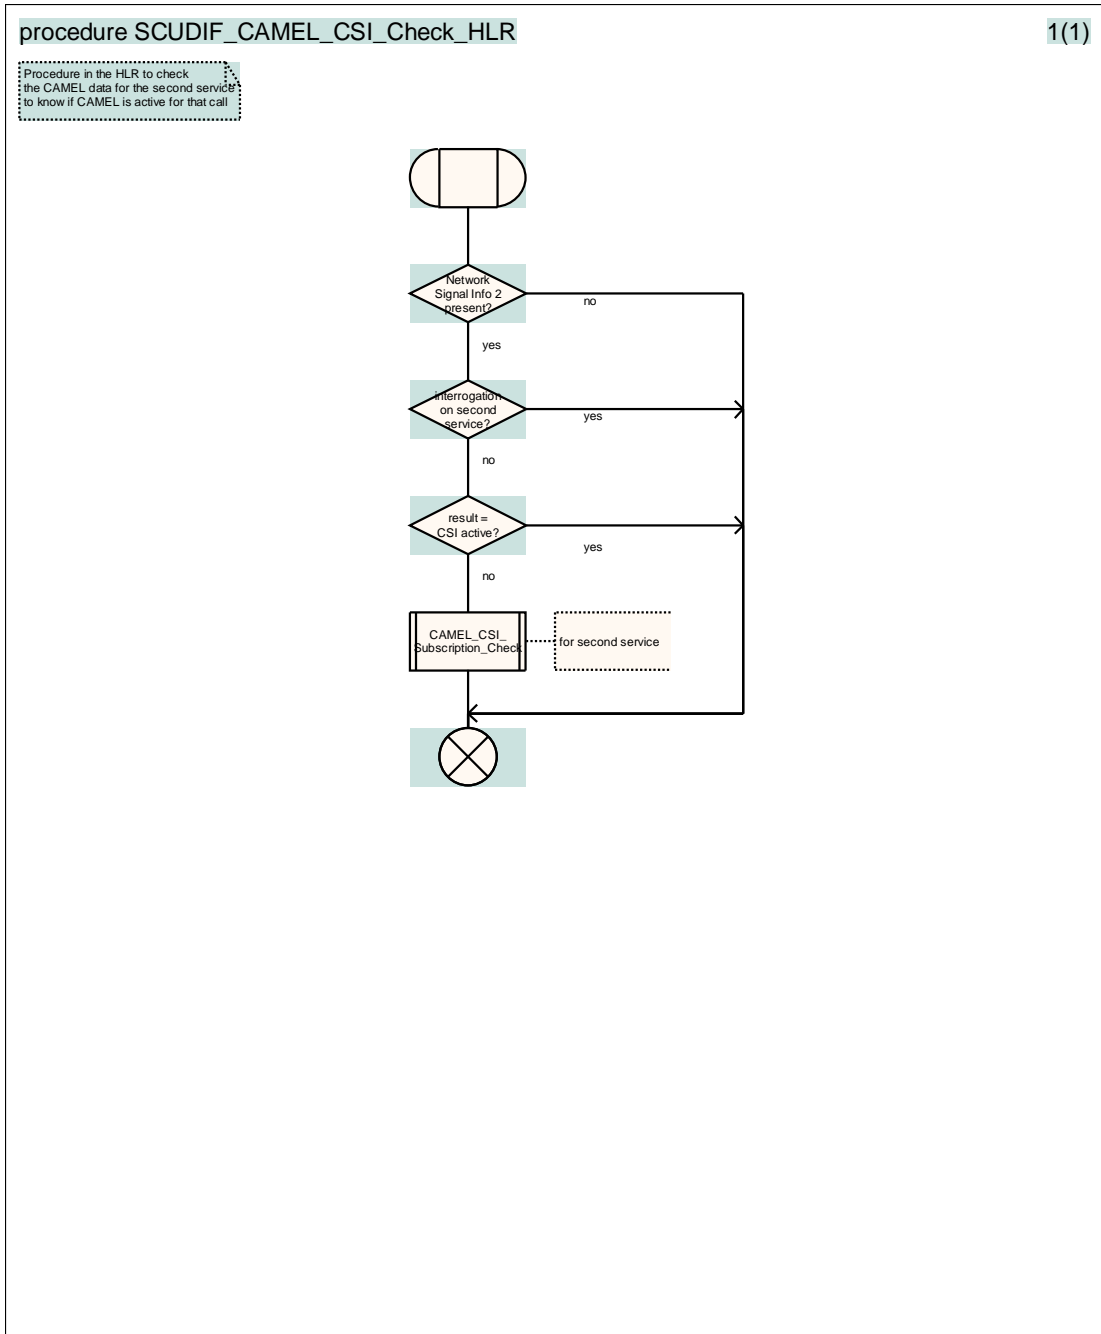 procedure SCUDIF_CAMEL_CSI_Check_HLR
1(1)
Procedure in the HLR to check
the CAMEL data for the second service
to know if CAMEL is active for that call
Network
Signal Info 2
present?
no
yes
interrogation
on second
service?
yes
no
result =
CSI active?
yes
no
CAMEL_CSI_
Subscription_Check
for second service